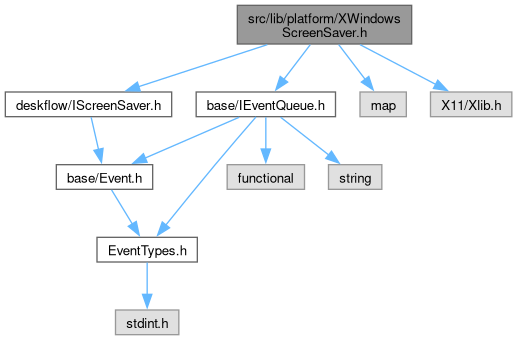 src/lib/platform/XWindows
ScreenSaver.h
deskflow/IScreenSaver.h
base/IEventQueue.h
map
X11/Xlib.h
base/Event.h
functional
string
EventTypes.h
stdint.h